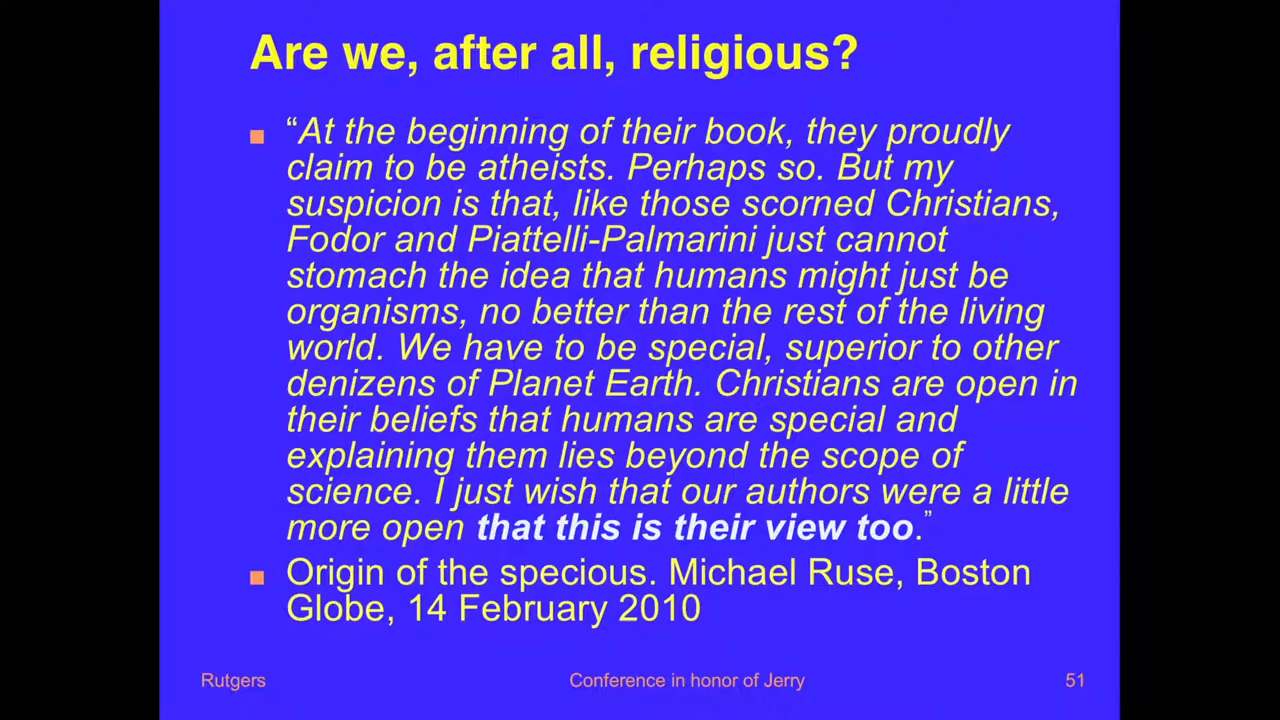 Are we, after all, religious?
“At the beginning of their book, they proudly
claim to be atheists. Perhaps so. But my
suspicion is that, like those scorned Christians,
Fodor and Piattelli-Palmarini just cannot
stomach the idea that humans might just be
organisms, no better than the rest of the living
world. We have to be special, superior to other
denizens of Planet Earth. Christians are open in
their beliefs that humans are special and
explaining them lies beyond the scope of
science. I just wish that our authors were a little
more open that this is their view too.”
Origin of the specious. Michael Ruse, Boston
Globe, 14 February 2010
Rutgers Conference in honor of Jerry 51